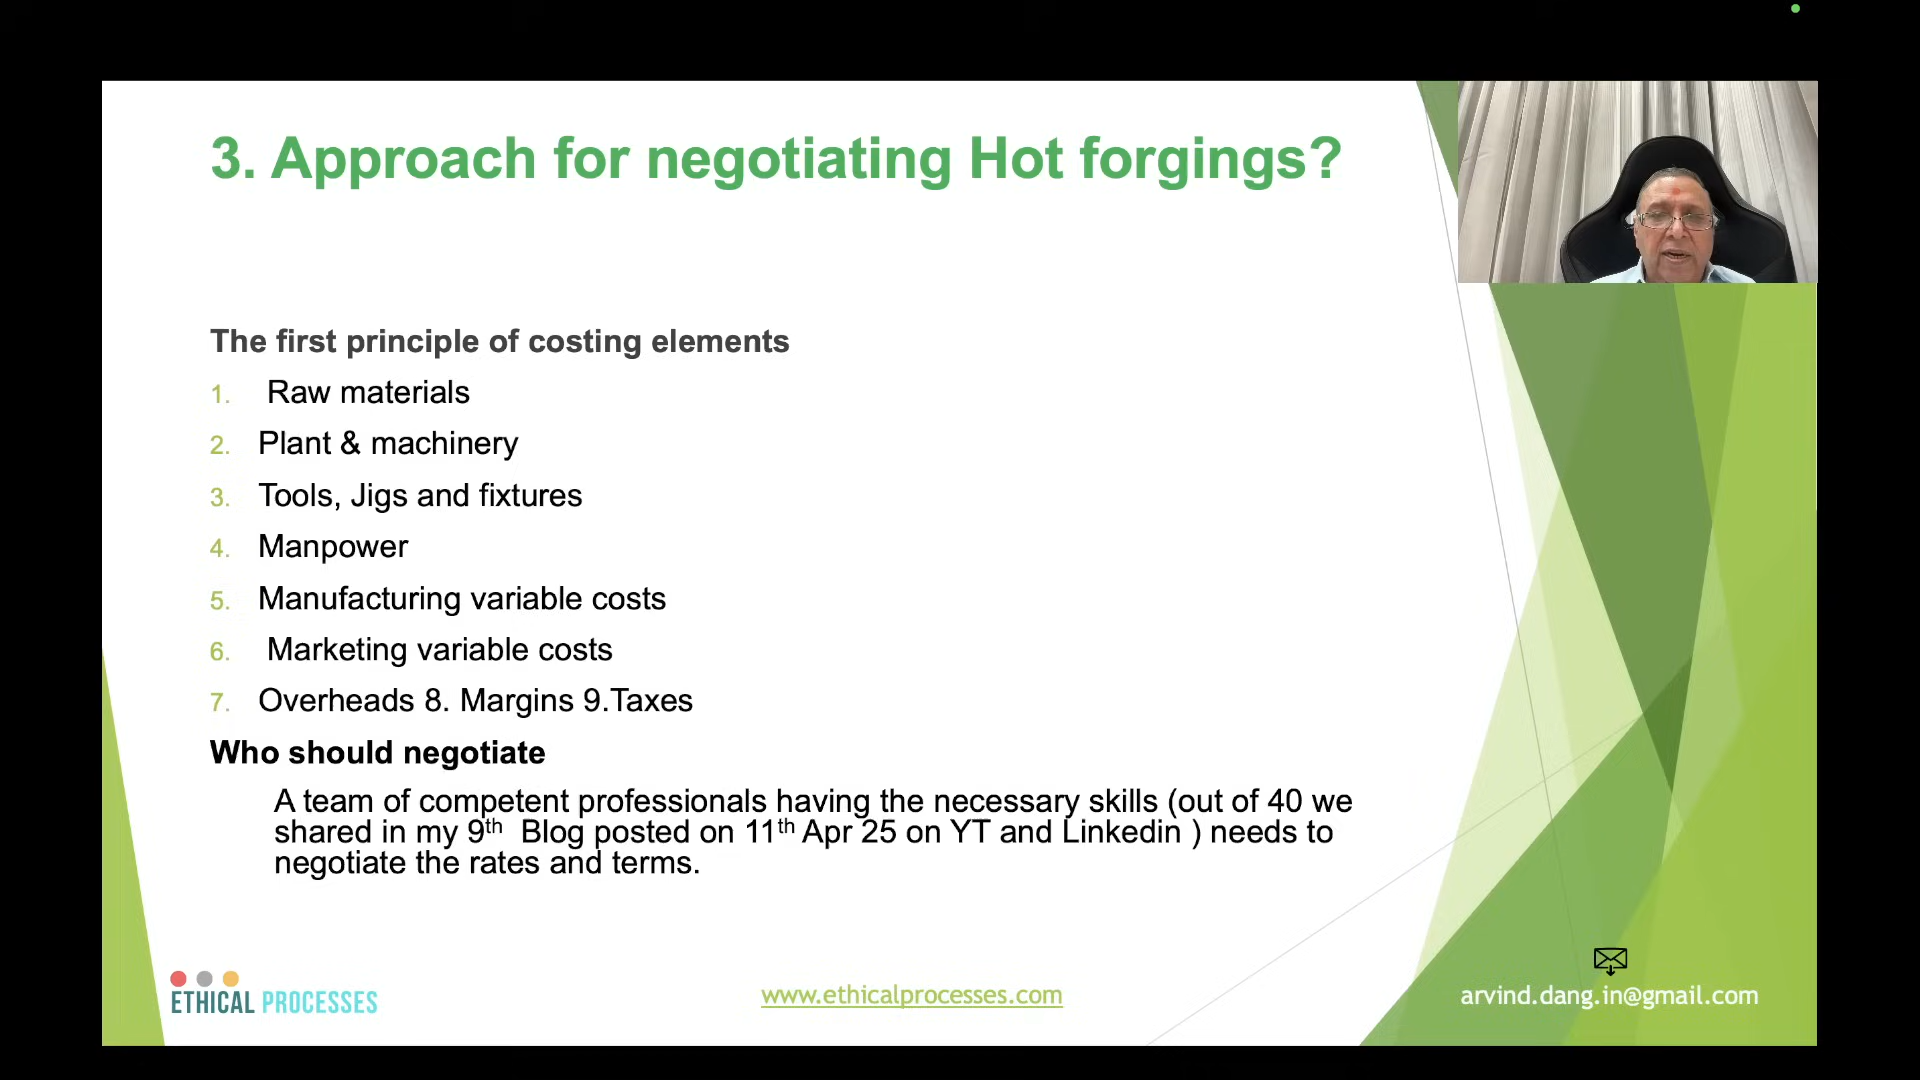 3. Approach for negotiating Hot forgings?
The first principle of costing elements
1. Raw materials
2. Plant & machinery
3. Tools, Jigs and fixtures
4. Manpower
5. Manufacturing variable costs
6. Marketing variable costs
7. Overheads 8. Margins 9.Taxes
Who should negotiate
A team of competent professionals having the necessary skills (out of 40 we
shared in my 9th Blog posted on 11th Apr 25 on YT and Linkedin ) needs to
negotiate the rates and terms.
ETHICAL PROCESSES
www.ethicalprocesses.com
arvind.dang.in@gmail.com